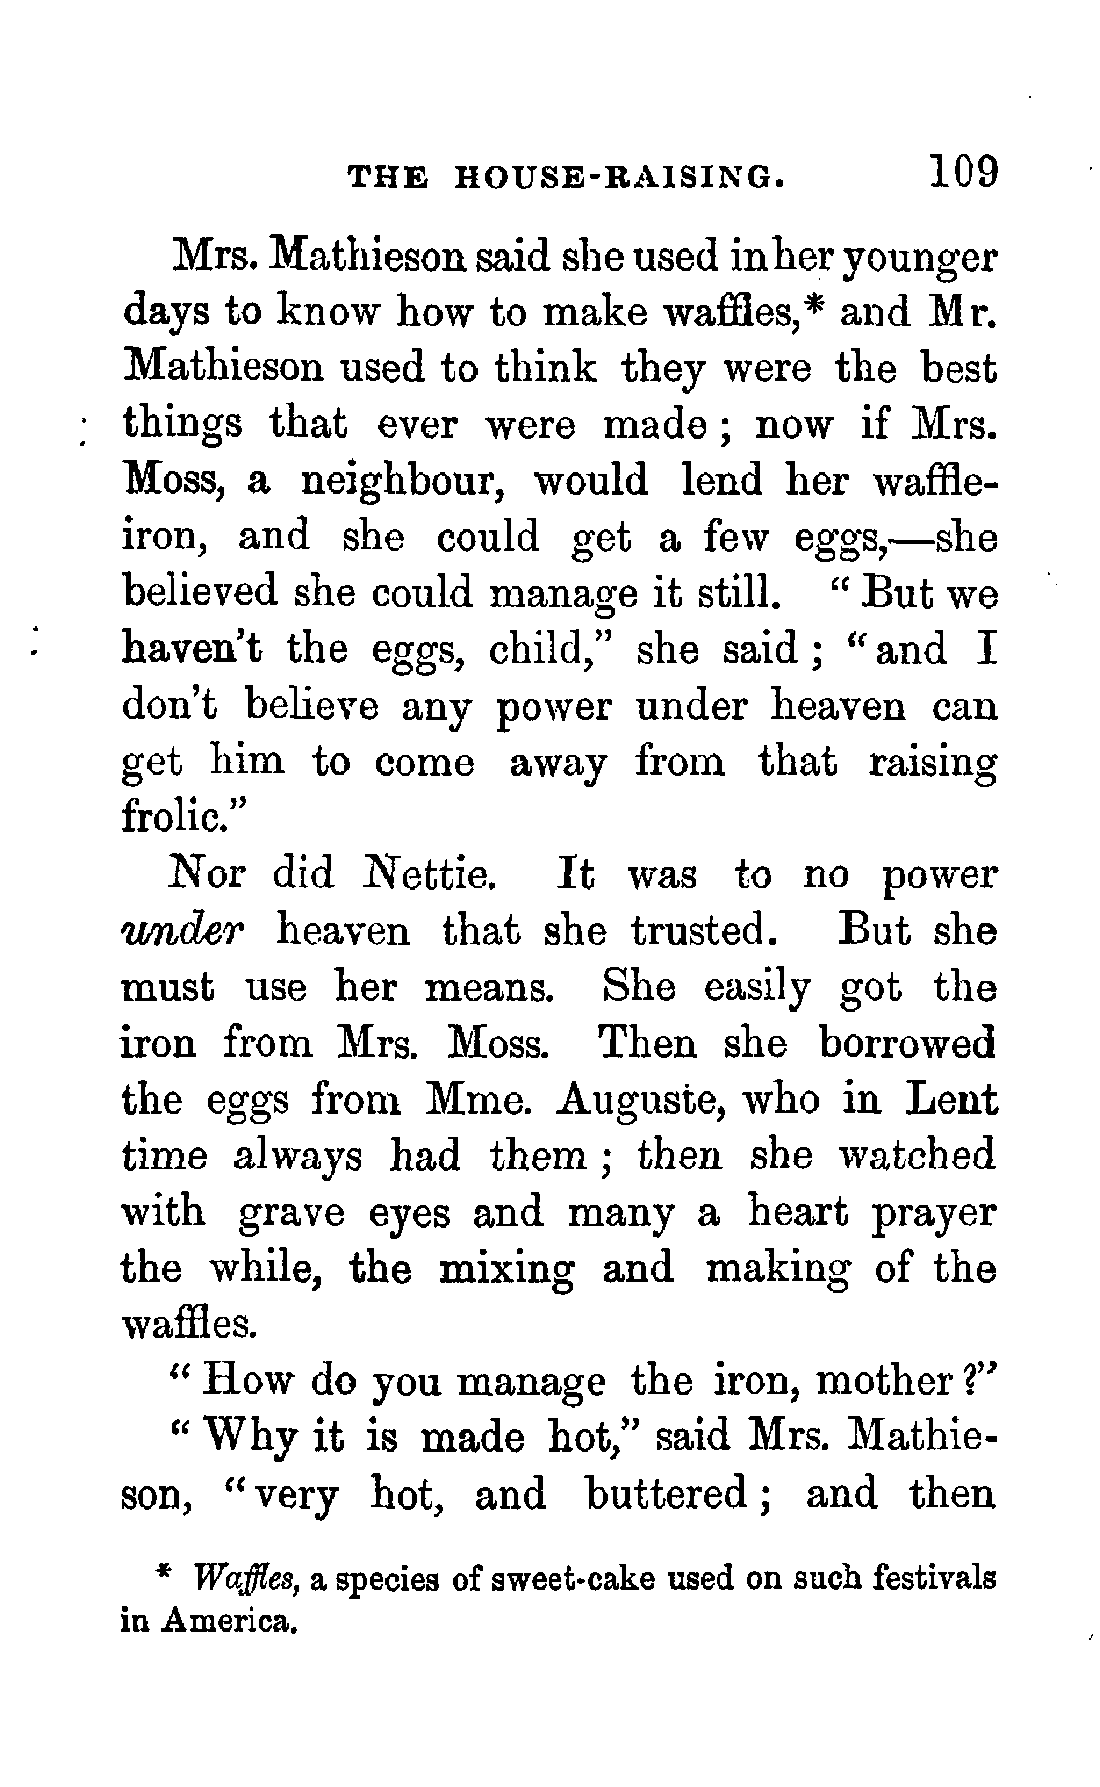 THE HOUSE-RAISING. 109
Mrs. Mathieson said she used in her younger
days to know how to make waffles,* and Mr.
Mathieson used to think they were the best
things that ever were made ; now if Mrs.
Moss, a neighbour, would lend her waffle-
iron, and she could get a few eggs,—she
believed she could manage it still. “ But we
haven’t the eggs, child,” she said ; “ and I
don’t believe any power under heaven can
get him to come away from that raising
frolic.”
Nor did Nettie. It was to no power
under heaven that she trusted. But she
must use her means. She easily got the
iron from Mrs. Moss. Then she borrowed
the eggs from Mme. Auguste, who in Lent
time always had them ; then she watched
with grave eyes and many a heart prayer
the while, the mixing and making of the
waffles.
“ How do you manage the iron, mother ?”
“ Why it is made hot,” said Mrs. Mathie-
son, “ very hot, and buttered ; and then
* Waffles, a species of sweet-cake used on such festivals
in America.